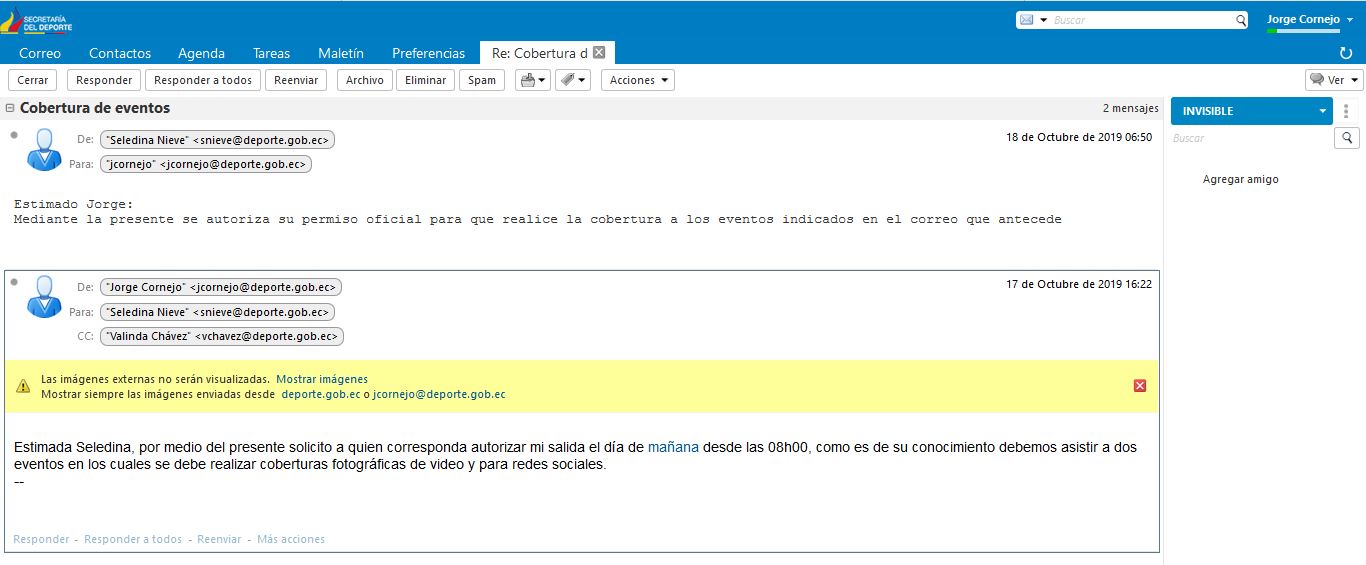 SECRETARÍA
DEL DEPORTE
Buscar
Jorge Cornejo
Correo Contactos Agenda Tareas Maletín Preferencias Re: Cobertura d
Cerrar Responder Responder a todos Reenviar Archivo Eliminar Spam Acciones Ver
Cobertura de eventos 2 mensajes
INVISIBLE
Buscar
Agregar amigo
De: "Seledina Nieve" <snieve@deporte.gob.ec> 18 de Octubre de 2019 06:50
Para: "jcornejo" <jcornejo@deporte.gob.ec>
Estimado Jorge:
Mediante la presente se autoriza su permiso oficial para que realice la cobertura a los eventos indicados en el correo que antecede
De: "Jorge Cornejo" <jcornejo@deporte.gob.ec> 17 de Octubre de 2019 16:22
Para: "Seledina Nieve" <snieve@deporte.gob.ec>
CC: "Valinda Chávez" <vchavez@deporte.gob.ec>
Las imágenes externas no serán visualizadas. Mostrar imágenes
Mostrar siempre las imágenes enviadas desde deporte.gob.ec o jcornejo@deporte.gob.ec
Estimada Seledina, por medio del presente solicito a quien corresponda autorizar mi salida el día de mañana desde las 08h00, como es de su conocimiento debemos asistir a dos
eventos en los cuales se debe realizar coberturas fotográficas de video y para redes sociales.
--
Responder - Responder a todos - Reenviar - Más acciones